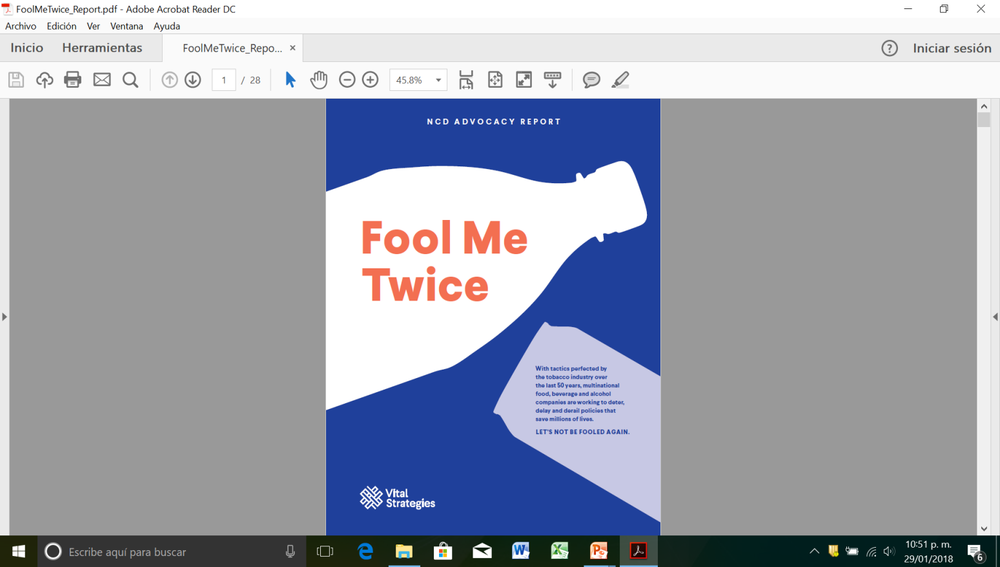 FoolMeTwice_Report.pdf - Adobe Acrobat Reader DC
Archivo Edición Ver Ventana Ayuda
Inicio Herramientas FoolMeTwice_Repo... × ? Iniciar sesión
1 / 28 45.8%
NCD ADVOCACY REPORT
Fool Me
Twice
With tactics perfected by
the tobacco industry over
the last 50 years, multinational
food, beverage and alcohol
companies are working to deter,
delay and derail policies that
save millions of lives.
LET'S NOT BE FOOLED AGAIN.
Vital
Strategies
Escribe aquí para buscar
10:51 p. m.
29/01/2018
6